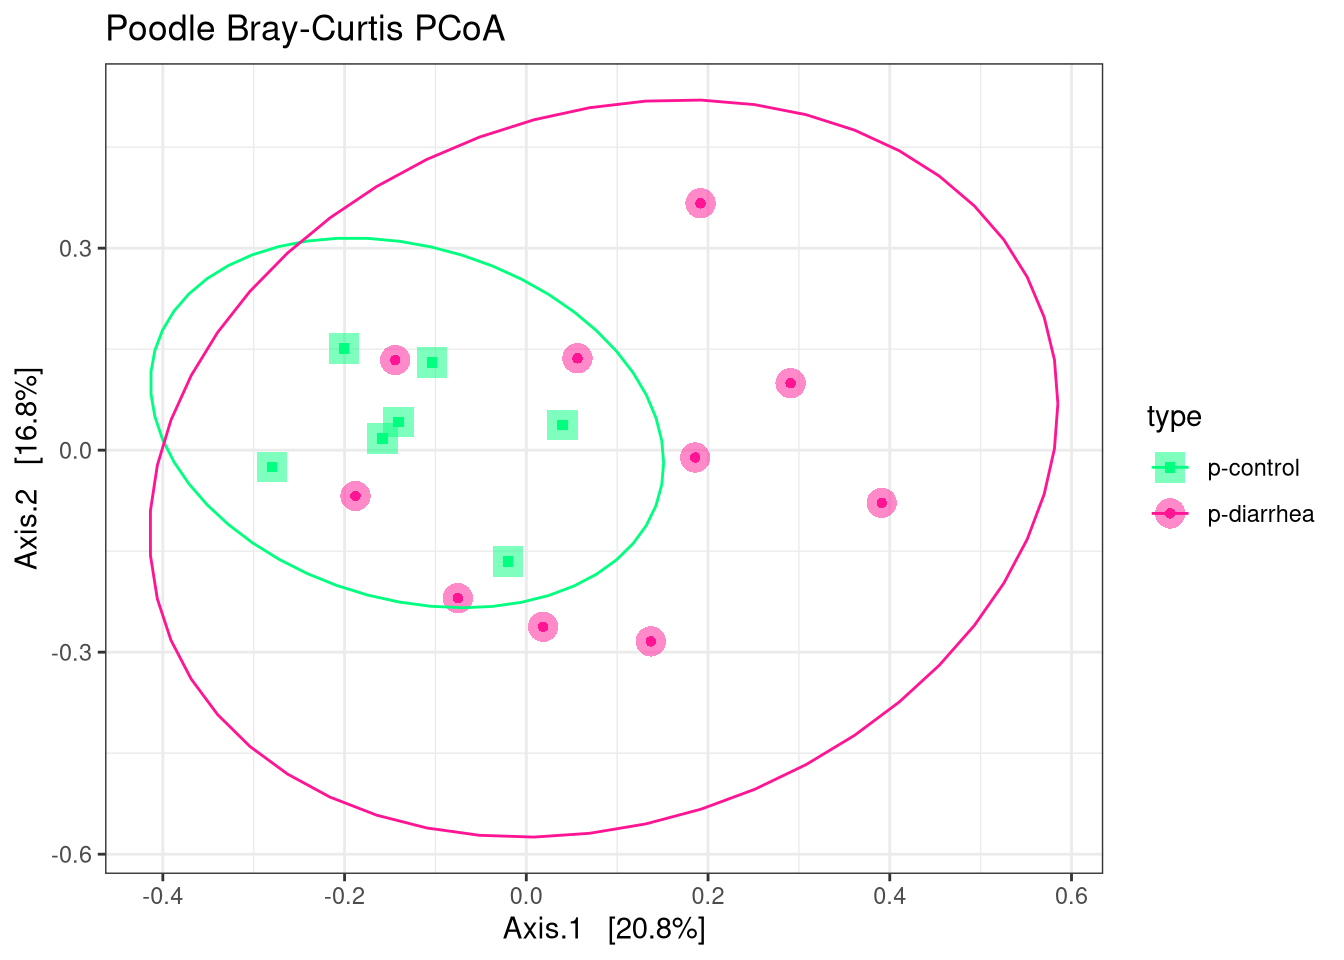 Poodle Bray-Curtis PCoA
Axis.2 [16.8%]
0.3
0.0
-0.3
-0.6
-0.4 -0.2 0.0 0.2 0.4 0.6
Axis.1 [20.8%]
type
p-control
p-diarrhea